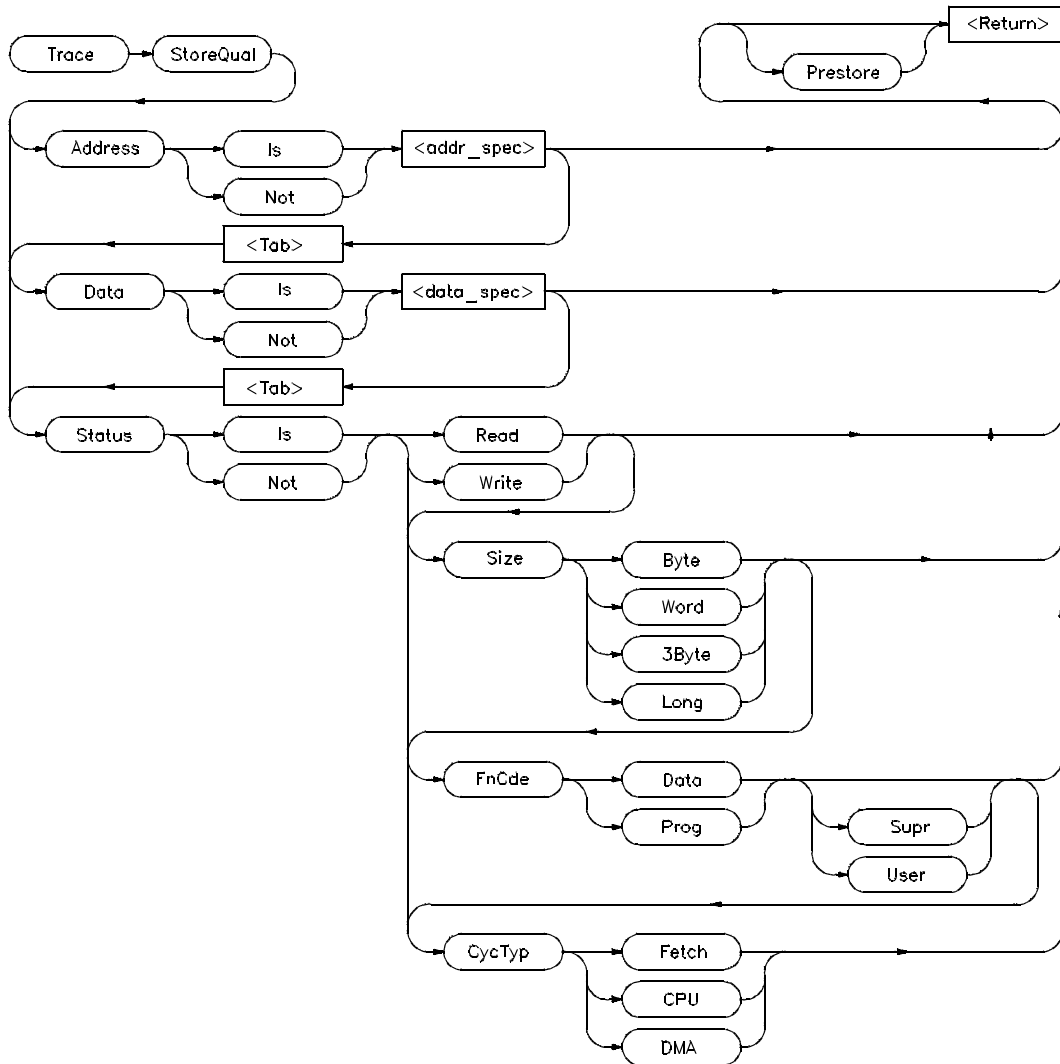 <Return>
Trace StoreQual
Prestore
Address Is <addr_spec>
Not
<Tab>
Data Is <data_spec>
Not
<Tab>
Status Is Read
Not Write
Size Byte
Word
3Byte
Long
FnCde Data
Prog Supr
User
CycTyp Fetch
CPU
DMA